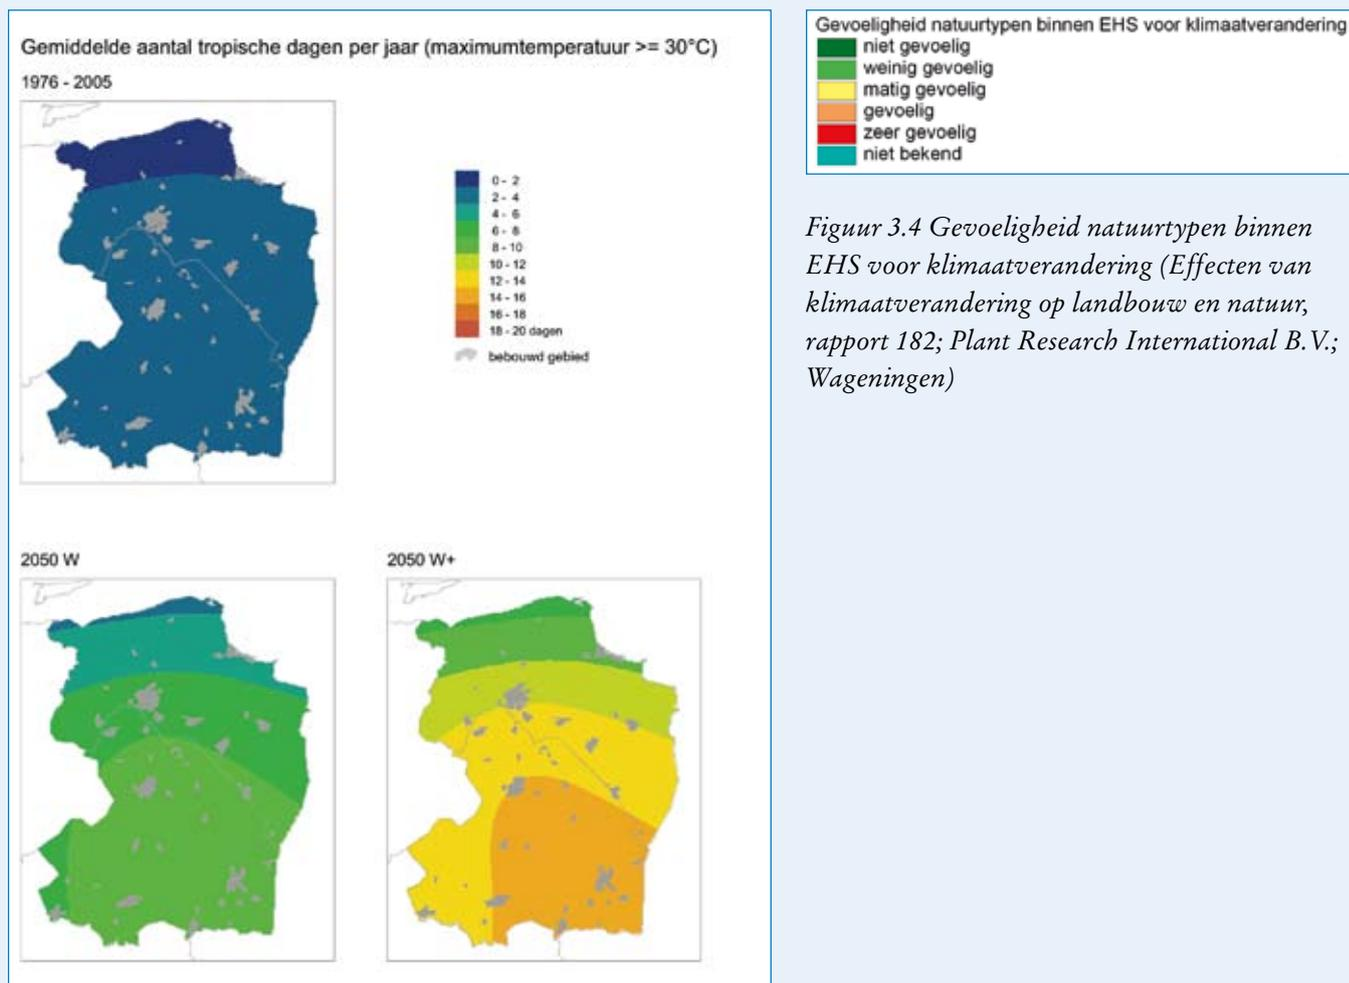 Gemiddelde aantal tropische dagen per jaar (maximumtemperatuur >= 30°C)
1976 - 2005
0 - 2
2 - 4
4 - 6
6 - 8
8 - 10
10 - 12
12 - 14
14 - 16
16 - 18
18 - 20 dagen
bebouwd gebied
2050 W
2050 W+
Gevoeligheid natuurtypen binnen EHS voor klimaatverandering
niet gevoelig
weinig gevoelig
matig gevoelig
gevoelig
zeer gevoelig
niet bekend
Figuur 3.4 Gevoeligheid natuurtypen binnen
EHS voor klimaatverandering (Effecten van
klimaatverandering op landbouw en natuur,
rapport 182; Plant Research International B.V.;
Wageningen)